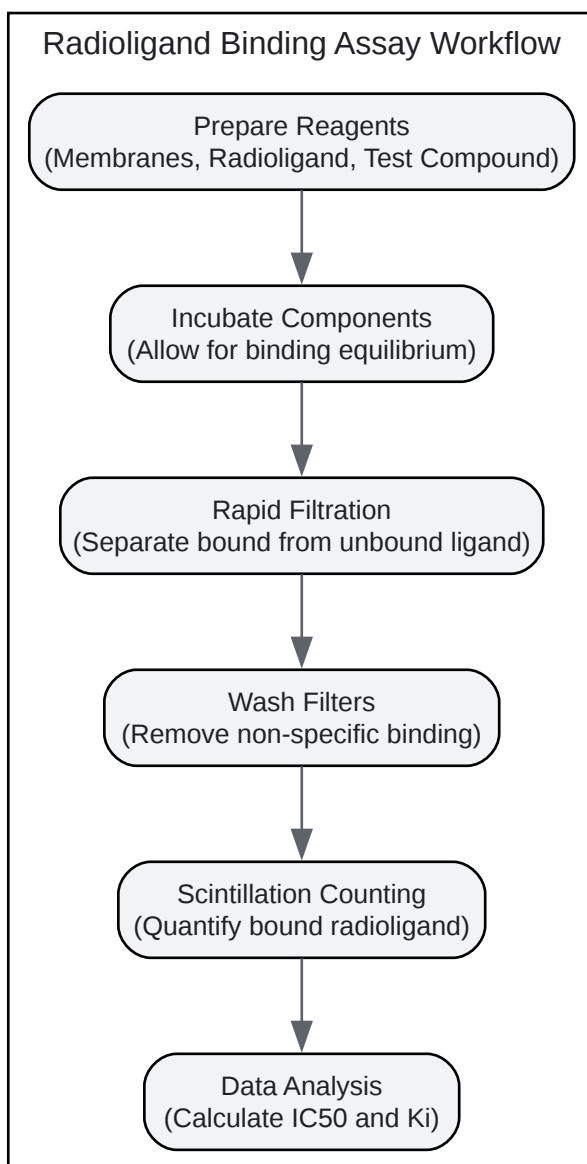 Radioligand Binding Assay Workflow
Prepare Reagents
(Membranes, Radioligand, Test Compound)
Incubate Components
(Allow for binding equilibrium)
Rapid Filtration
(Separate bound from unbound ligand)
Wash Filters
(Remove non-specific binding)
Scintillation Counting
(Quantify bound radioligand)
Data Analysis
(Calculate IC50 and Ki)